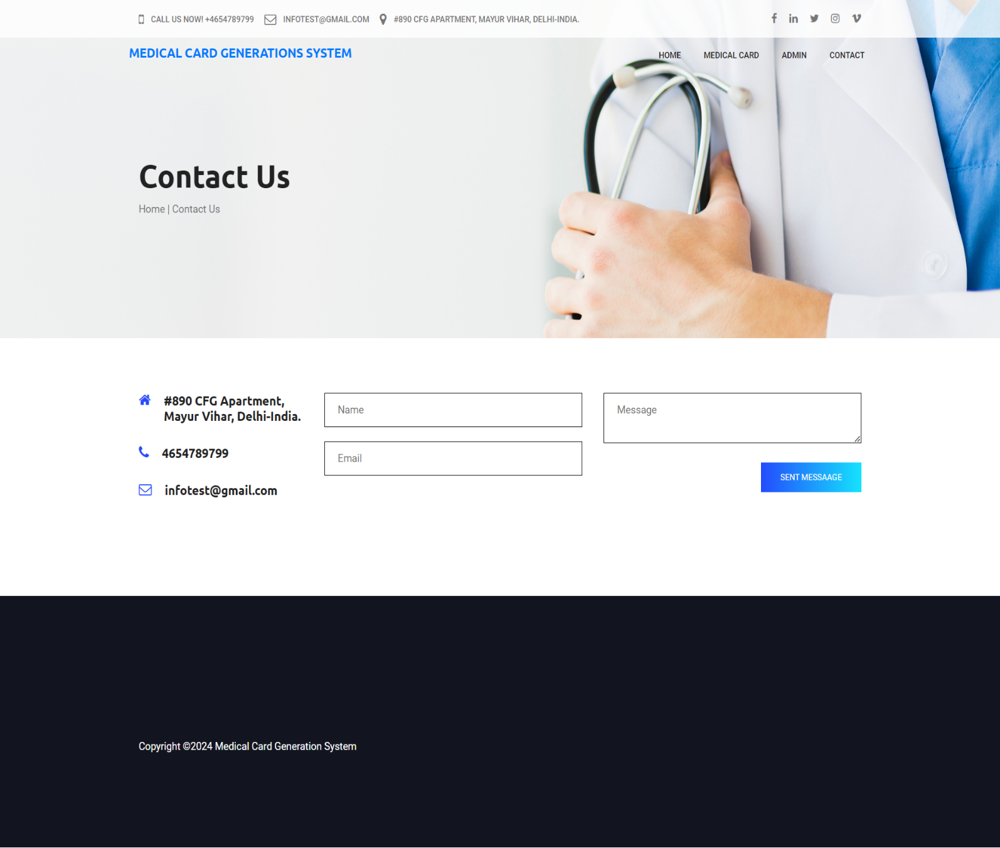 CALL US NOW! +4654789799 INFOTEST@GMAIL.COM #890 CFG APARTMENT, MAYUR VIHAR, DELHI-INDIA.
MEDICAL CARD GENERATIONS SYSTEM
HOME MEDICAL CARD ADMIN CONTACT
Contact Us
Home | Contact Us
#890 CFG Apartment,
Mayur Vihar, Delhi-India.
4654789799
infotest@gmail.com
Name
Email
Message
SENT MESSAAGE
Copyright ©2024 Medical Card Generation System